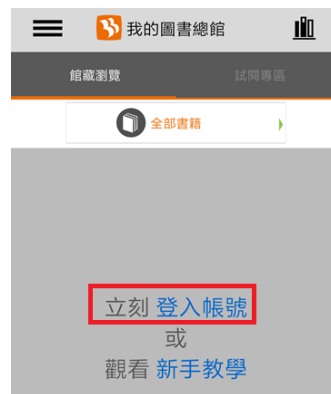 我的圖書總館
館藏瀏覽 試閱專區
全部書籍
立刻 登入帳號
或
觀看 新手教學